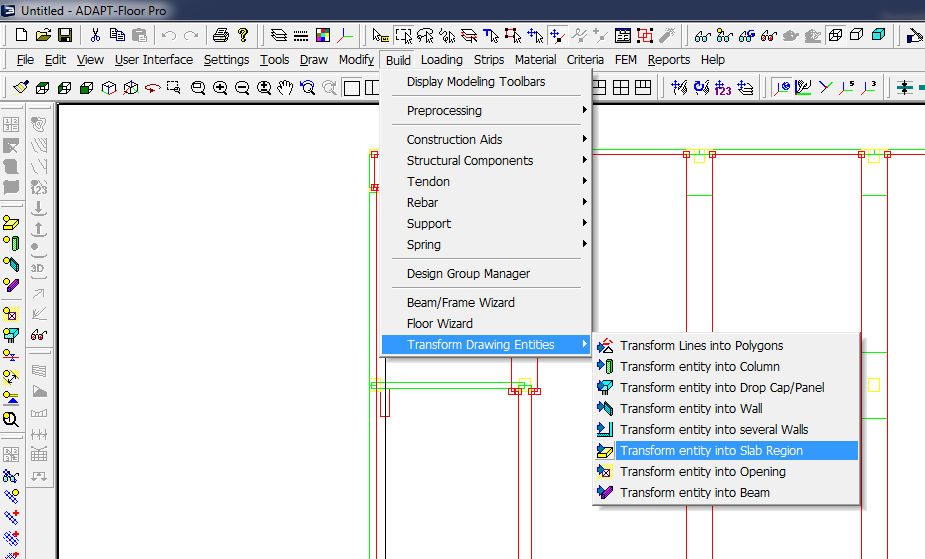 Untitled - ADAPT-Floor Pro
File Edit View User Interface Settings Tools Draw Modify Build Loading Strips Material Criteria FEM Reports Help
Display Modeling Toolbars
Preprocessing
Construction Aids
Structural Components
Tendon
Rebar
Support
Spring
Design Group Manager
Beam/Frame Wizard
Floor Wizard
Transform Drawing Entities
Transform Lines into Polygons
Transform entity into Column
Transform entity into Drop Cap/Panel
Transform entity into Wall
Transform entity into several Walls
Transform entity into Slab Region
Transform entity into Opening
Transform entity into Beam
123
123
3D